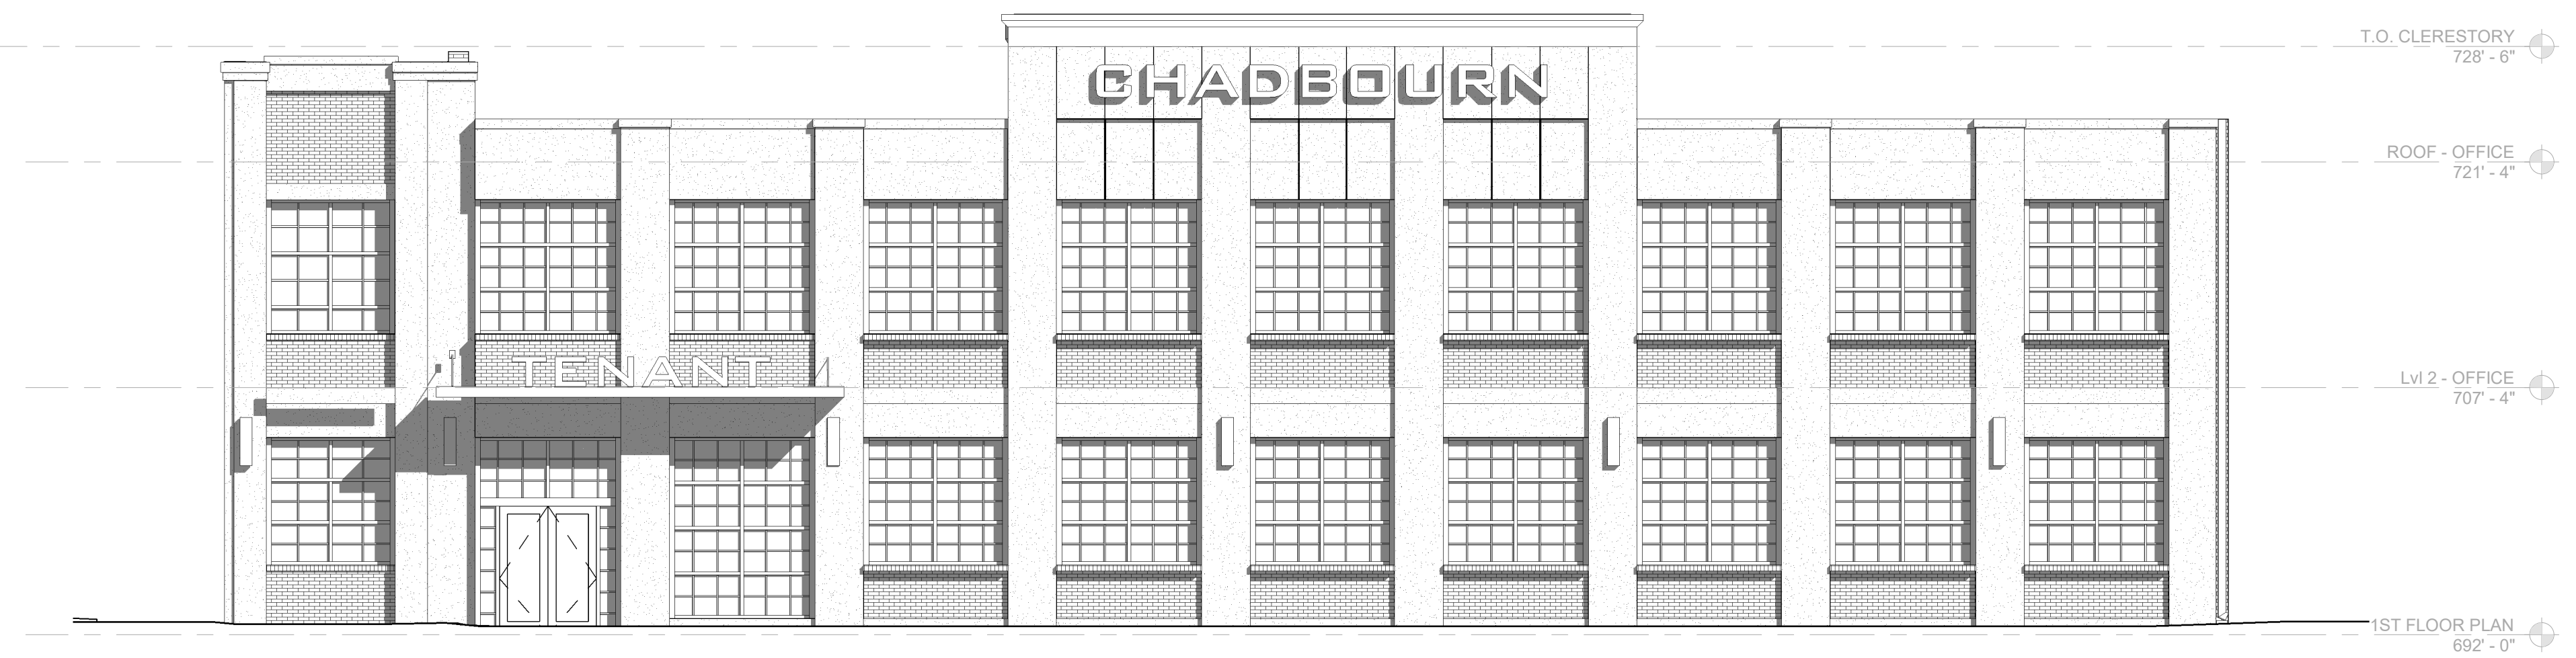 T.O. CLERESTORY
728' - 6"
CHADBOURN
ROOF - OFFICE
721' - 4"
TENANT
Lvl 2 - OFFICE
707' - 4"
1ST FLOOR PLAN
692' - 0"